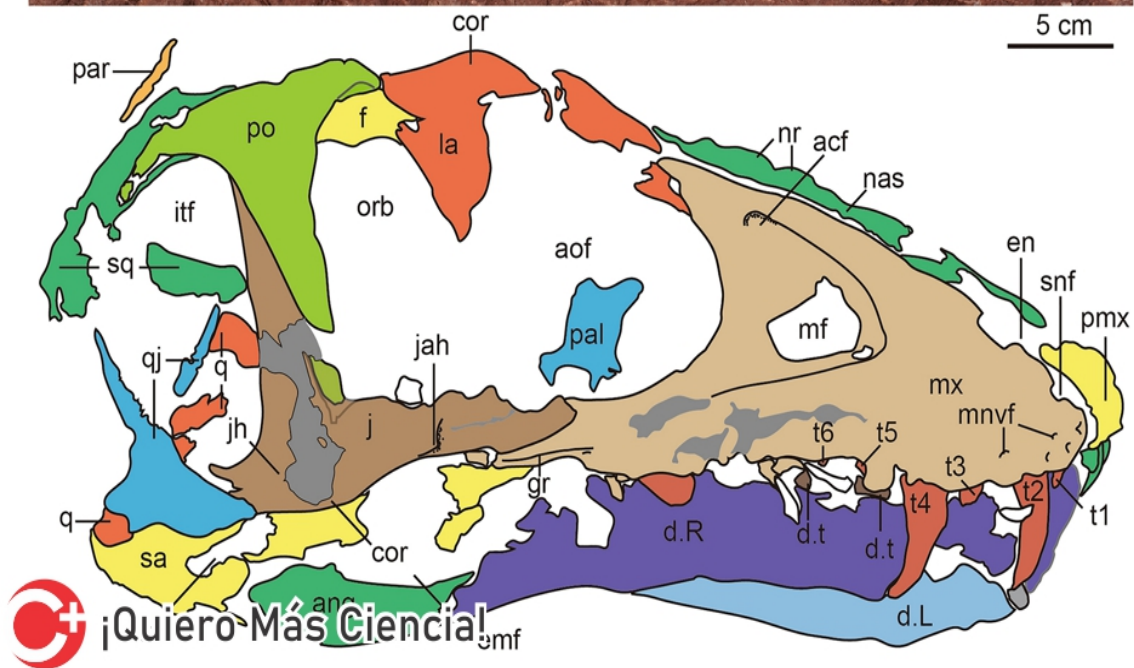 cor
5 cm
par
po
f
la
nr
acf
nas
itf
orb
aof
en
snf
pmx
sq
mf
qj
q
jah
pal
mx
mnvf
jh
j
gr
t6
t5
t3
t4
t2
t1
q
sa
cor
d.R
d.t
d.t
ang
emf
d.L
C+ ¡Quiero Más Ciencia!